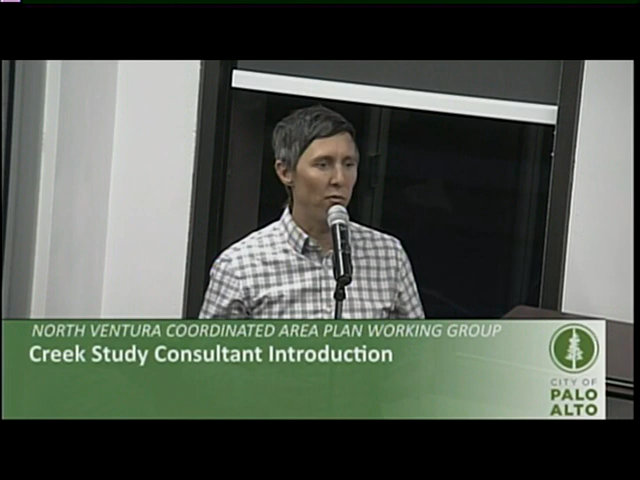 NORTH VENTURA COORDINATED AREA PLAN WORKING GROUP
Creek Study Consultant Introduction
CITY OF
PALO
ALTO